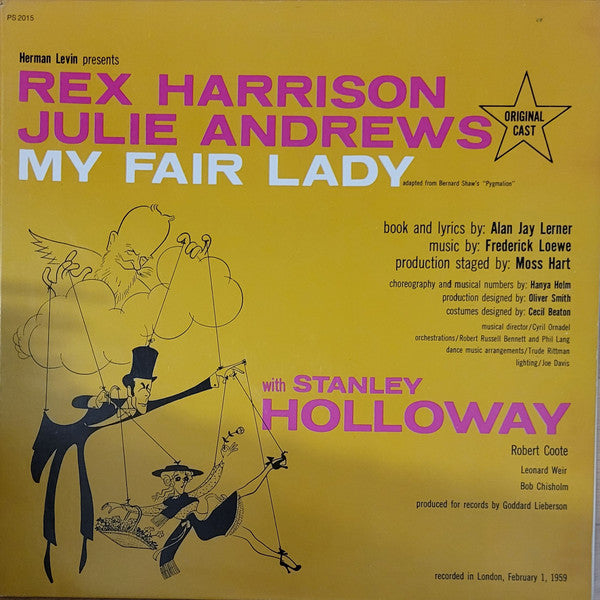 PS 2015
Herman Levin presents
REX HARRISON
JULIE ANDREWS
ORIGINAL
CAST
MY FAIR LADY
adapted from Bernard Shaw's "Pygmalion"
book and lyrics by: Alan Jay Lerner
music by: Frederick Loewe
production staged by: Moss Hart
choreography and musical numbers by: Hanya Holm
production designed by: Oliver Smith
costumes designed by: Cecil Beaton
musical director/Cyril Ornadel
orchestrations/Robert Russell Bennett and Phil Lang
dance music arrangements/Trude Rittman
lighting/Joe Davis
with STANLEY
HOLLOWAY
Robert Coote
Leonard Weir
Bob Chisholm
produced for records by Goddard Lieberson
recorded in London, February 1, 1959